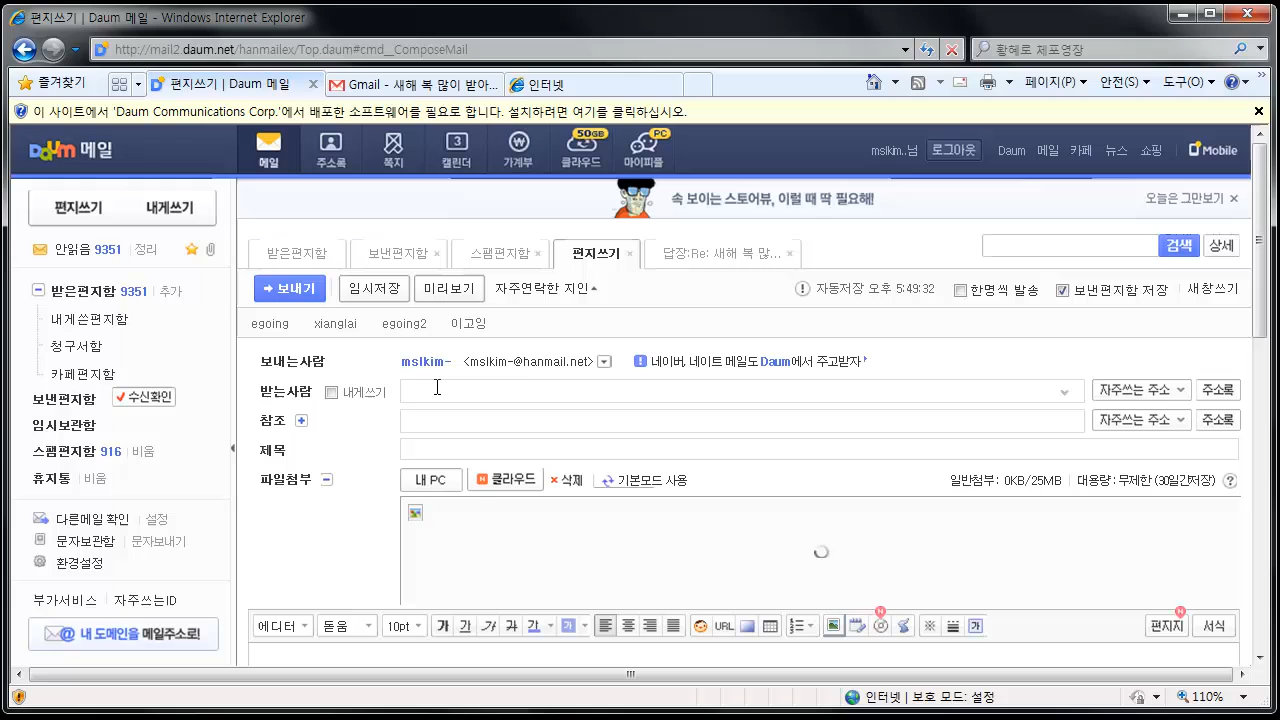 편지쓰기 | Daum 메일 - Windows Internet Explorer
http://mail2.daum.net/hanmailex/Top.daum#cmd__ComposeMail
황혜로 체포영장
즐겨찾기
편지쓰기 | Daum 메일
Gmail - 새해 복 많이 받아...
인터넷
페이지(P)
안전(S)
도구(O)
이 사이트에서 'Daum Communications Corp.'에서 배포한 소프트웨어를 필요로 합니다. 설치하려면 여기를 클릭하십시오.
Daum 메일
메일
주소록
쪽지
3
캘린더
가계부
50GB
클라우드
PC
마이피플
mslkim..님
로그아웃
Daum
메일
카페
뉴스
쇼핑
Mobile
속 보이는 스토어뷰, 이럴 때 딱 필요해!
오늘은 그만보기
편지쓰기
내게쓰기
안읽음 9351
정리
받은편지함 9351
추가
내게쓴편지함
청구서함
카페편지함
보낸편지함
수신확인
임시보관함
스팸편지함 916
비움
휴지통
비움
다른메일 확인
설정
문자보관함
문자보내기
환경설정
부가서비스
자주쓰는ID
내 도메인을 메일주소로!
받은편지함
보낸편지함
스팸편지함
편지쓰기
답장:Re: 새해 복 많...
검색
상세
보내기
임시저장
미리보기
자주연락한 지인
자동저장 오후 5:49:32
한명씩 발송
보낸편지함 저장
새창쓰기
egoing
xianglai
egoing2
이고잉
보내는사람
mslkim-
<mslkim-@hanmail.net>
네이버, 네이트 메일도 Daum에서 주고받자
받는사람
내게쓰기
자주쓰는 주소
주소록
참조
자주쓰는 주소
주소록
제목
파일첨부
내 PC
클라우드
삭제
기본모드 사용
일반첨부: 0KB/25MB
대용량: 무제한 (30일간저장)
에디터
돋움
10pt
가
가
가
가
가
가
URL
가
편지지
서식
인터넷 | 보호 모드: 설정
110%